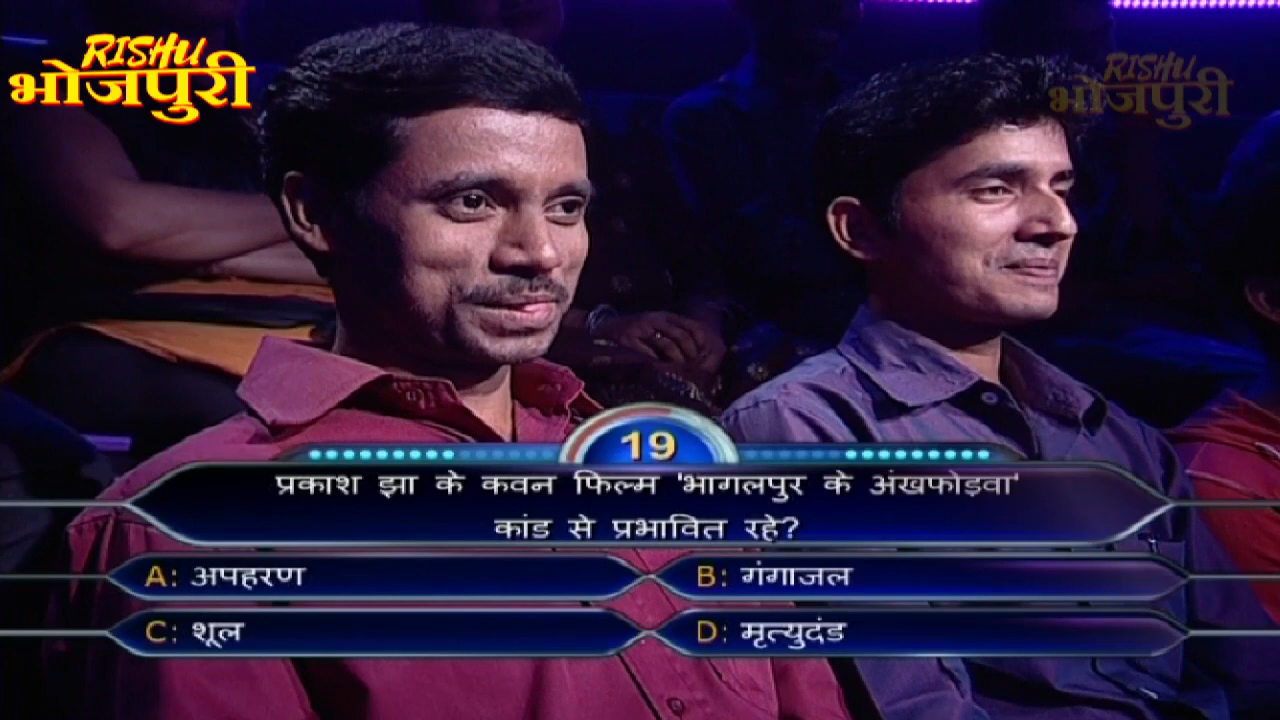 RISHU
भोजपुरी
RISHU
भोजपुरी
19
प्रकाश झा के कवन फिल्म 'भागलपुर के अंखफोड़वा'
कांड से प्रभावित रहे?
A: अपहरण
B: गंगाजल
C: शूल
D: मृत्युदंड